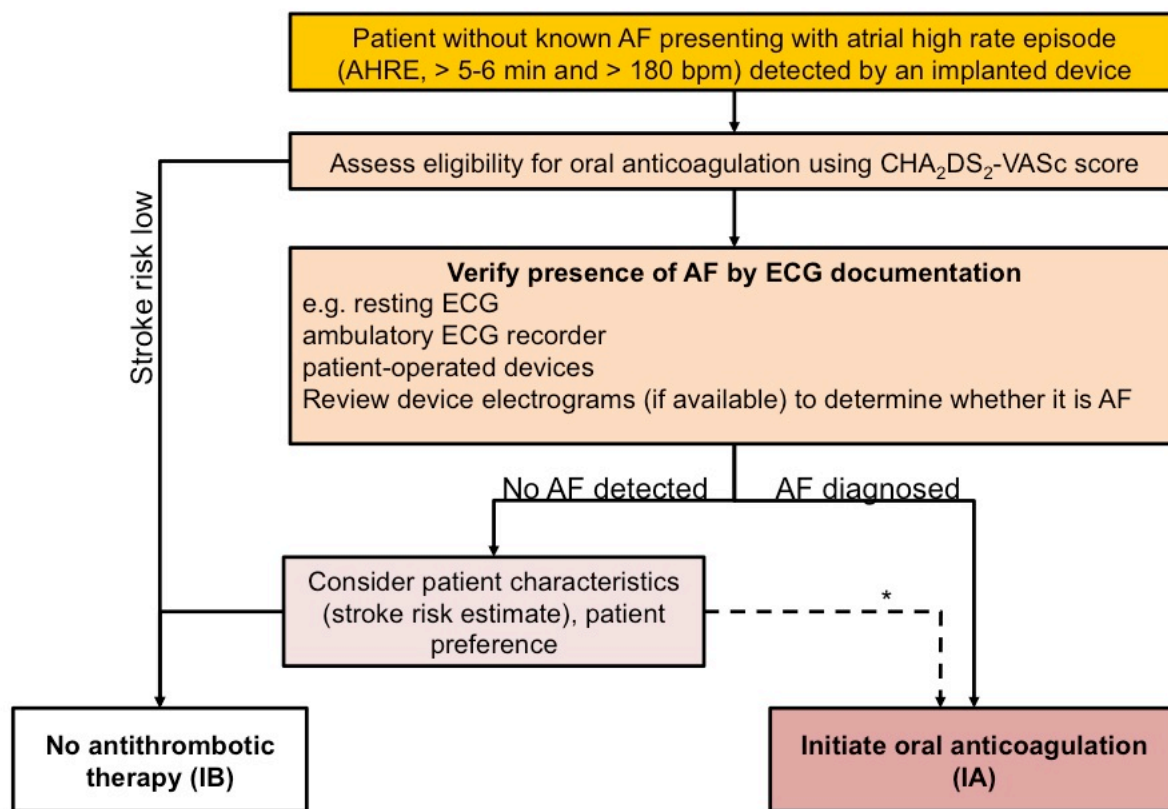 Patient without known AF presenting with atrial high rate episode
(AHRE, > 5-6 min and > 180 bpm) detected by an implanted device
Assess eligibility for oral anticoagulation using CHA₂DS₂-VASc score
Stroke risk low
Verify presence of AF by ECG documentation
e.g. resting ECG
ambulatory ECG recorder
patient-operated devices
Review device electrograms (if available) to determine whether it is AF
No AF detected
AF diagnosed
Consider patient characteristics
(stroke risk estimate), patient
preference
*
No antithrombotic
therapy (IB)
Initiate oral anticoagulation
(IA)